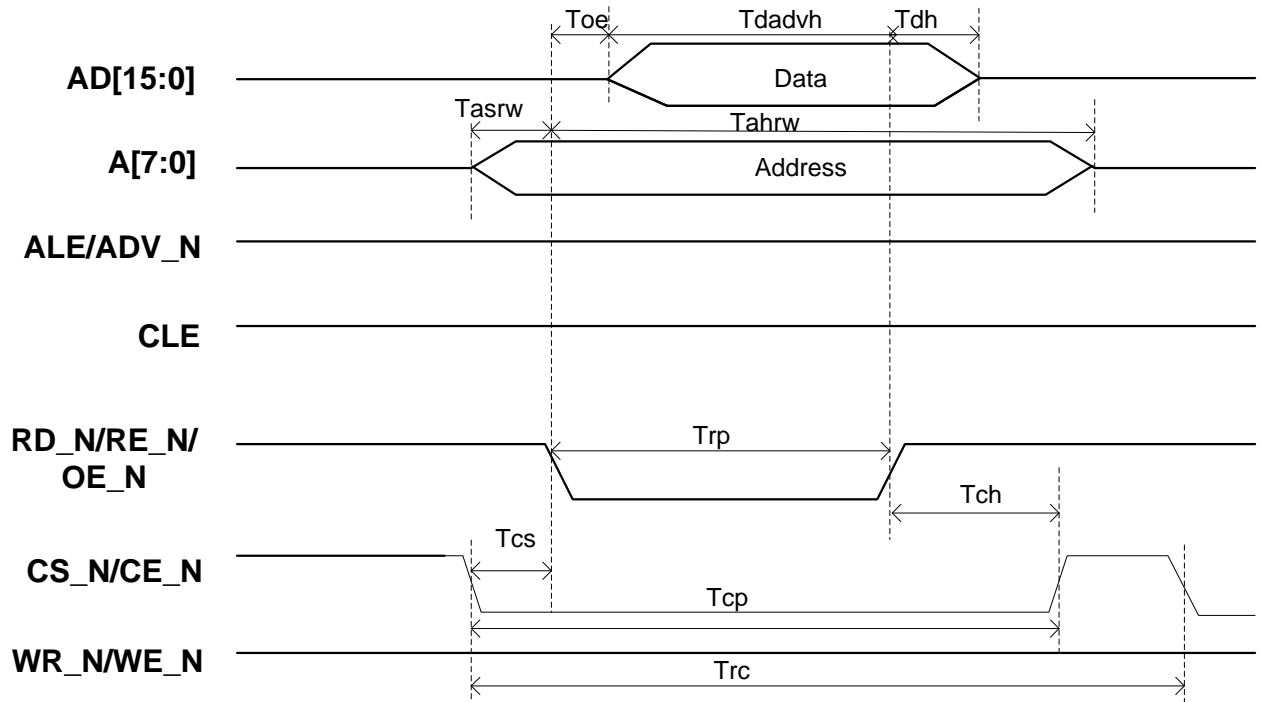 Toe Tdadvh Tdh
AD[15:0] Data
Tasrw Tahrw
A[7:0] Address
ALE/ADV_N
CLE
RD_N/RE_N/ Trp
OE_N
Tch
Tcs
CS_N/CE_N
Tcp
WR_N/WE_N
Trc